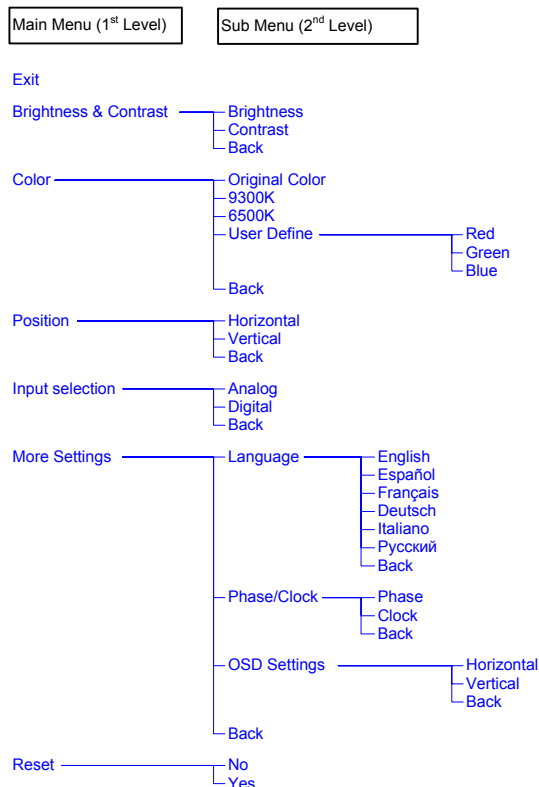 Main Menu (1st Level) Sub Menu (2nd Level)
Exit
Brightness & Contrast Brightness
Contrast
Back
Color Original Color
9300K
6500K
User Define Red
Green
Blue
Back
Position Horizontal
Vertical
Back
Input selection Analog
Digital
Back
More Settings Language English
Español
Français
Deutsch
Italiano
Русский
Back
Phase/Clock Phase
Clock
Back
OSD Settings Horizontal
Vertical
Back
Back
Reset No
Yes